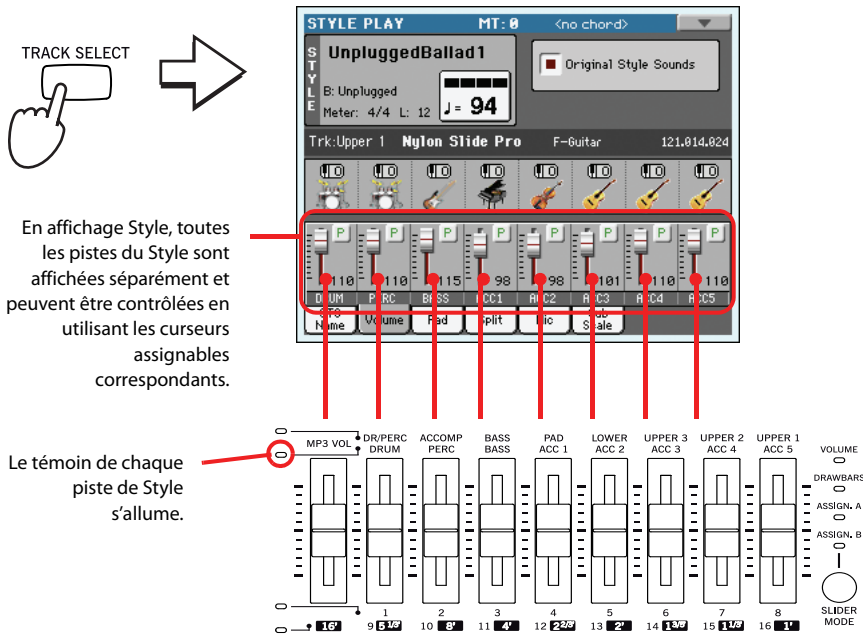 TRACK SELECT
STYLE PLAY MT: 0 <no chord>
STYLE
UnpluggedBallad1
B: Unplugged
Meter: 4/4 L: 12
♩= 94
Original Style Sounds
Trk:Upper 1 Nylon Slide Pro F-Guitar 121.014.024
P P P P P P P P
110 110 115 98 98 101 110 110
DRUM PERC BASS ACC1 ACC2 ACC3 ACC4 ACC5
STS Name Volume Pad Split Mic Sub Scale
En affichage Style, toutes
les pistes du Style sont
affichées séparément et
peuvent être contrôlées en
utilisant les curseurs
assignables
correspondants.
Le témoin de chaque
piste de Style
s'allume.
MP3 VOL
DR/PERC ACCOMP BASS PAD LOWER UPPER 3 UPPER 2 UPPER 1
DRUM PERC BASS ACC 1 ACC 2 ACC 3 ACC 4 ACC 5
VOLUME
DRAWBARS
ASSIGN. A
ASSIGN. B
SLIDER
MODE
1 2 3 4 5 6 7 8
16' 9 5 1/3' 10 8' 11 4' 12 2 2/3' 13 2' 14 1 3/5' 15 1 1/3' 16 1'